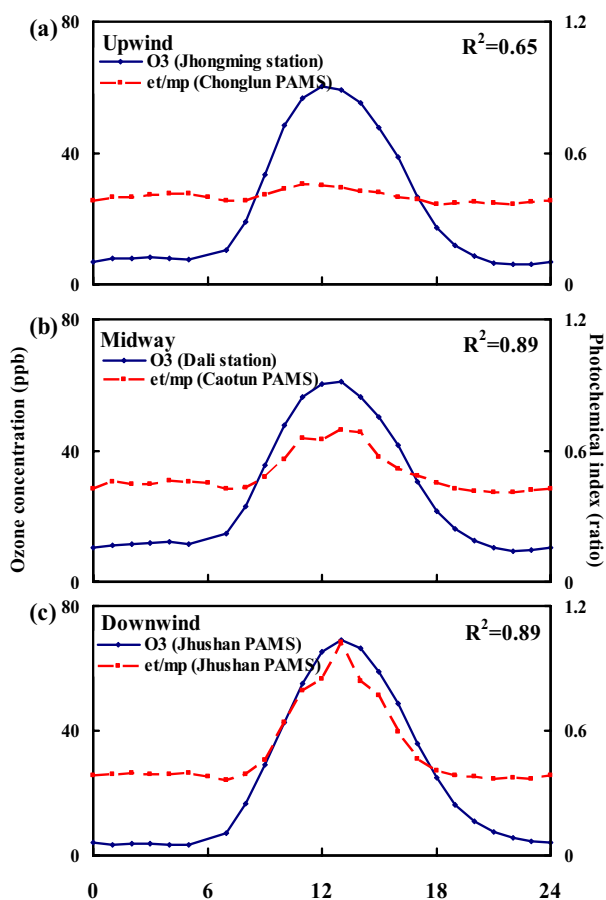 (a)
Upwind
R²=0.65
O3 (Jhongming station)
et/mp (Chonglun PAMS)
80
40
0
1.2
0.6
0
(b)
Midway
R²=0.89
O3 (Dali station)
et/mp (Caotun PAMS)
80
40
0
1.2
0.6
0
Ozone concentration (ppb)
Photochemical index (ratio)
(c)
Downwind
R²=0.89
O3 (Jhushan PAMS)
et/mp (Jhushan PAMS)
80
40
0
1.2
0.6
0
0 6 12 18 24